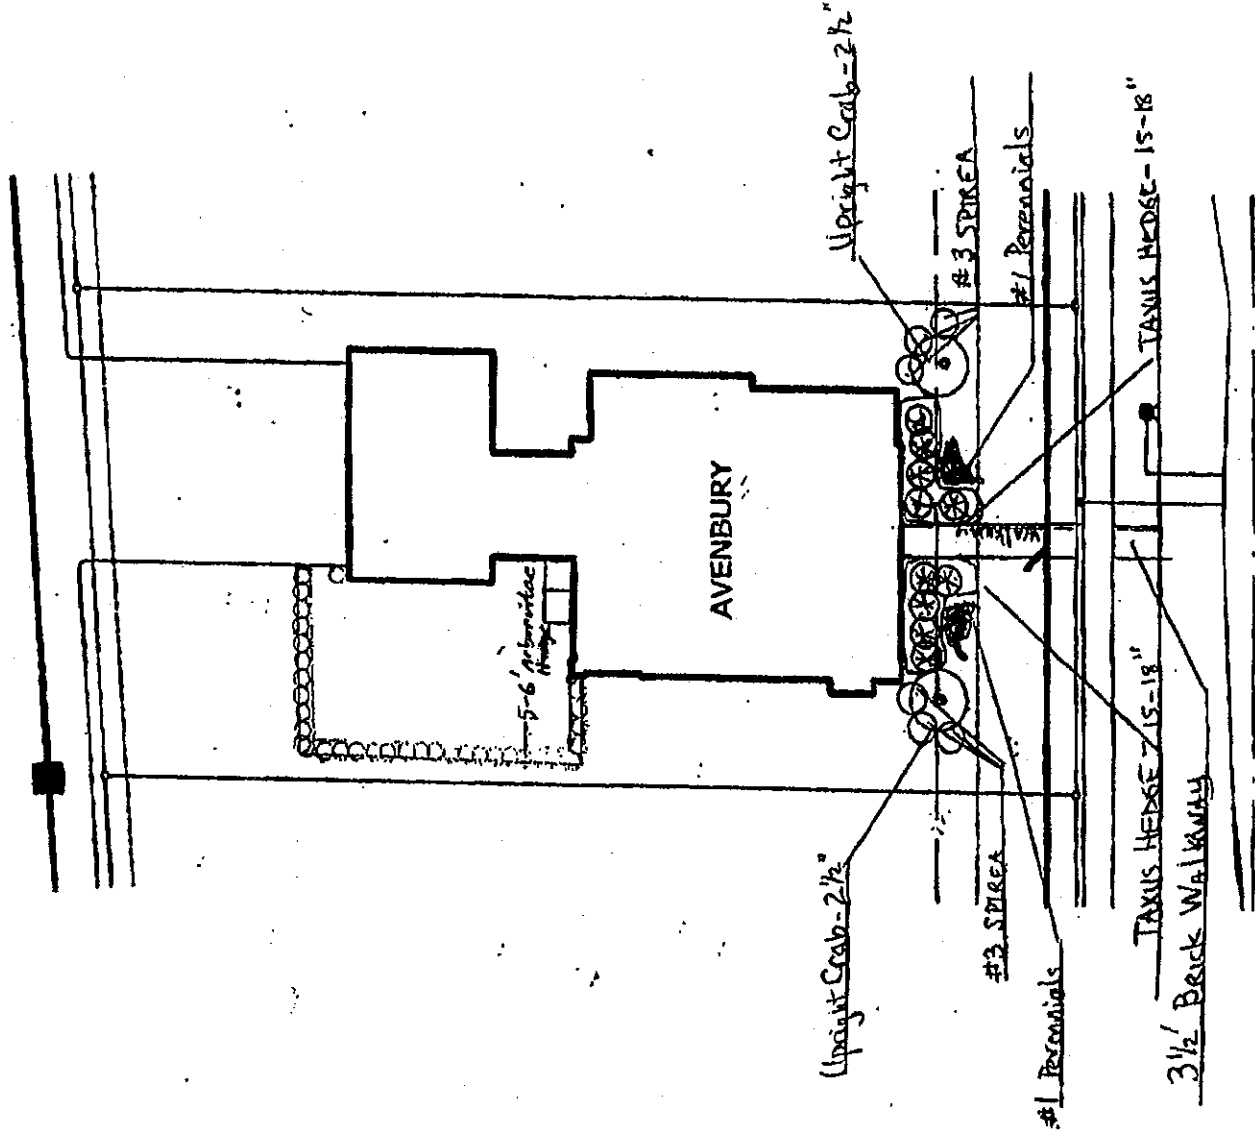 Upright Crab-2½"
#3 SPIREA
#1 Perennials
TAXUS HEDGE-15-18"
5-6' Arborvitae
Hedge
AVENBURY
Walkway
Upright Crab-2½"
#3 SPIREA
#1 Perennials
TAXUS HEDGE-15-18"
3½' Brick Walkway